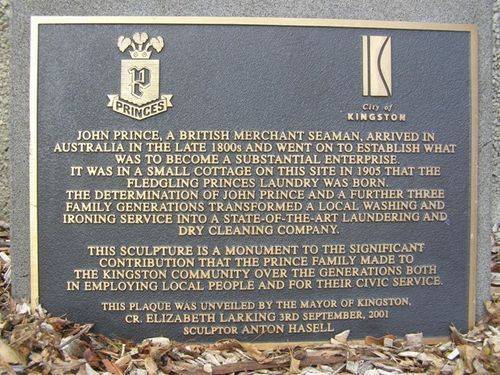 P
PRINCES
City of
KINGSTON
JOHN PRINCE, A BRITISH MERCHANT SEAMAN, ARRIVED IN
AUSTRALIA IN THE LATE 1800s AND WENT ON TO ESTABLISH WHAT
WAS TO BECOME A SUBSTANTIAL ENTERPRISE.
IT WAS IN A SMALL COTTAGE ON THIS SITE IN 1905 THAT THE
FLEDGLING PRINCES LAUNDRY WAS BORN.
THE DETERMINATION OF JOHN PRINCE AND A FURTHER THREE
FAMILY GENERATIONS TRANSFORMED A LOCAL WASHING AND
IRONING SERVICE INTO A STATE-OF-THE-ART LAUNDERING AND
DRY CLEANING COMPANY.
THIS SCULPTURE IS A MONUMENT TO THE SIGNIFICANT
CONTRIBUTION THAT THE PRINCE FAMILY MADE TO
THE KINGSTON COMMUNITY OVER THE GENERATIONS BOTH
IN EMPLOYING LOCAL PEOPLE AND FOR THEIR CIVIC SERVICE.
THIS PLAQUE WAS UNVEILED BY THE MAYOR OF KINGSTON,
CR. ELIZABETH LARKING 3RD SEPTEMBER, 2001
SCULPTOR ANTON HASELL